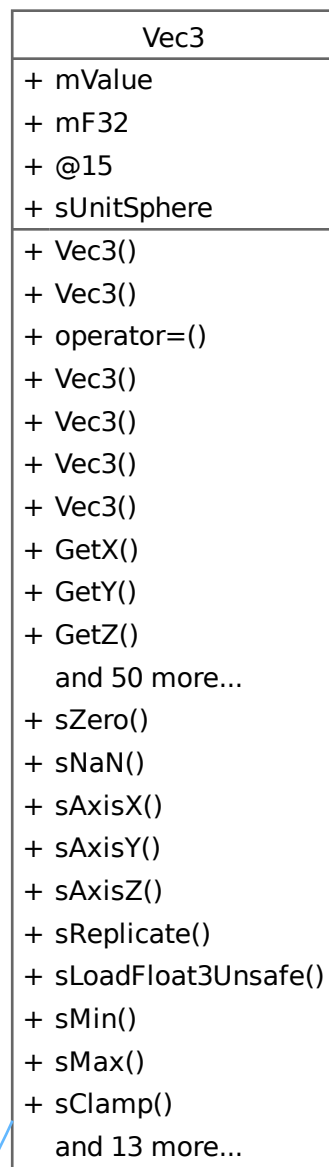 Vec3
+ mValue
+ mF32
+ @15
+ sUnitSphere
+ Vec3()
+ Vec3()
+ operator=()
+ Vec3()
+ Vec3()
+ Vec3()
+ Vec3()
+ GetX()
+ GetY()
+ GetZ()
and 50 more...
+ sZero()
+ sNaN()
+ sAxisX()
+ sAxisY()
+ sAxisZ()
+ sReplicate()
+ sLoadFloat3Unsafe()
+ sMin()
+ sMax()
+ sClamp()
and 13 more...